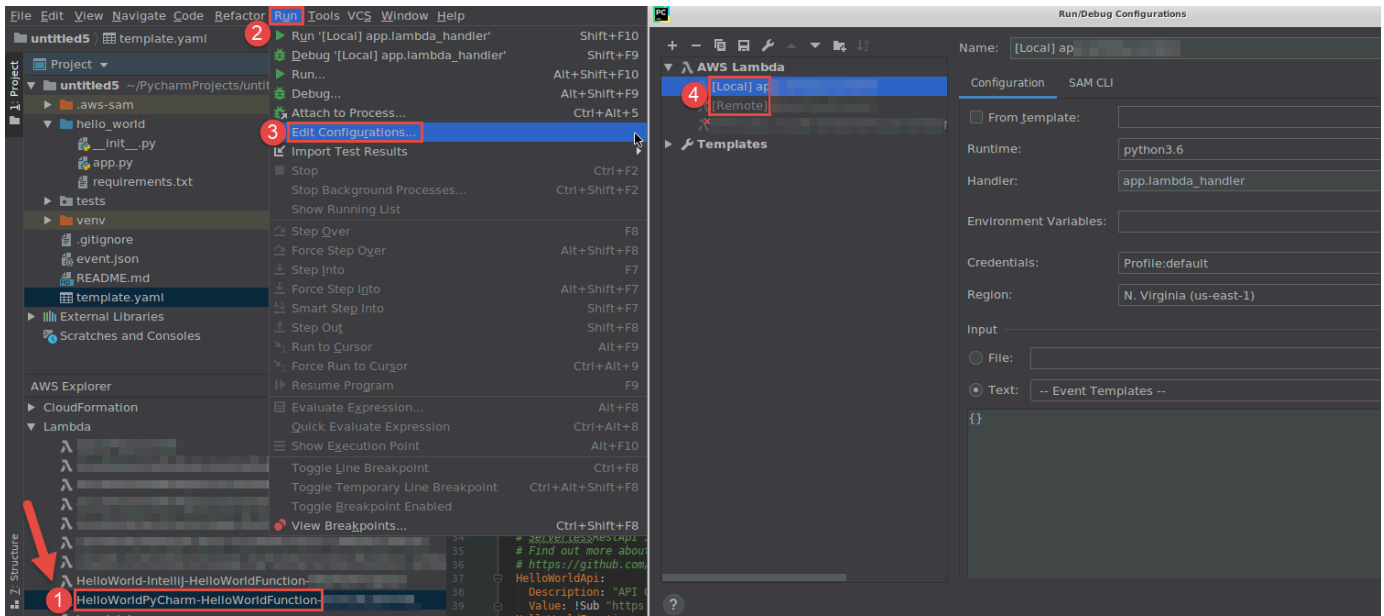 File Edit View Navigate Code Refactor Run Tools VCS Window Help
untitled5 template.yaml
2
Run '[Local] app.lambda_handler' Shift+F10
Debug '[Local] app.lambda_handler' Shift+F9
Run... Alt+Shift+F10
Debug... Alt+Shift+F9
Attach to Process... Ctrl+Alt+5
3 Edit Configurations...
Import Test Results
Stop Ctrl+F2
Stop Background Processes... Ctrl+Shift+F2
Show Running List
Step Over F8
Force Step Over Alt+Shift+F8
Step Into F7
Force Step Into Alt+Shift+F7
Smart Step Into Shift+F7
Step Out Shift+F8
Run to Cursor Alt+F9
Force Run to Cursor Ctrl+Alt+9
Resume Program F9
Evaluate Expression... Alt+F8
Quick Evaluate Expression Ctrl+Alt+8
Show Execution Point Alt+F10
Toggle Line Breakpoint Ctrl+F8
Toggle Temporary Line Breakpoint Ctrl+Alt+Shift+F8
Toggle Breakpoint Enabled
View Breakpoints... Ctrl+Shift+F8
1: Project
Project
untitled5 ~/PycharmProjects/untit
.aws-sam
hello_world
__init__.py
app.py
requirements.txt
tests
venv
.gitignore
event.json
README.md
template.yaml
External Libraries
Scratches and Consoles
AWS Explorer
CloudFormation
Lambda
HelloWorld-IntelliJ-HelloWorldFunction-
1 HelloWorldPyCharm-HelloWorldFunction-
7: Structure
34 # ServerlessRestApi
35 # Find out more about
36 # https://github.com/
37 HelloWorldApi:
38 Description: "API
39 Value: !Sub "https
PC
Run/Debug Configurations
AWS Lambda
4
[Local] ap
[Remote]
Templates
?
Name: [Local] ap
Configuration SAM CLI
From template:
Runtime: python3.6
Handler: app.lambda_handler
Environment Variables:
Credentials: Profile:default
Region: N. Virginia (us-east-1)
Input
File:
Text: -- Event Templates --
{}